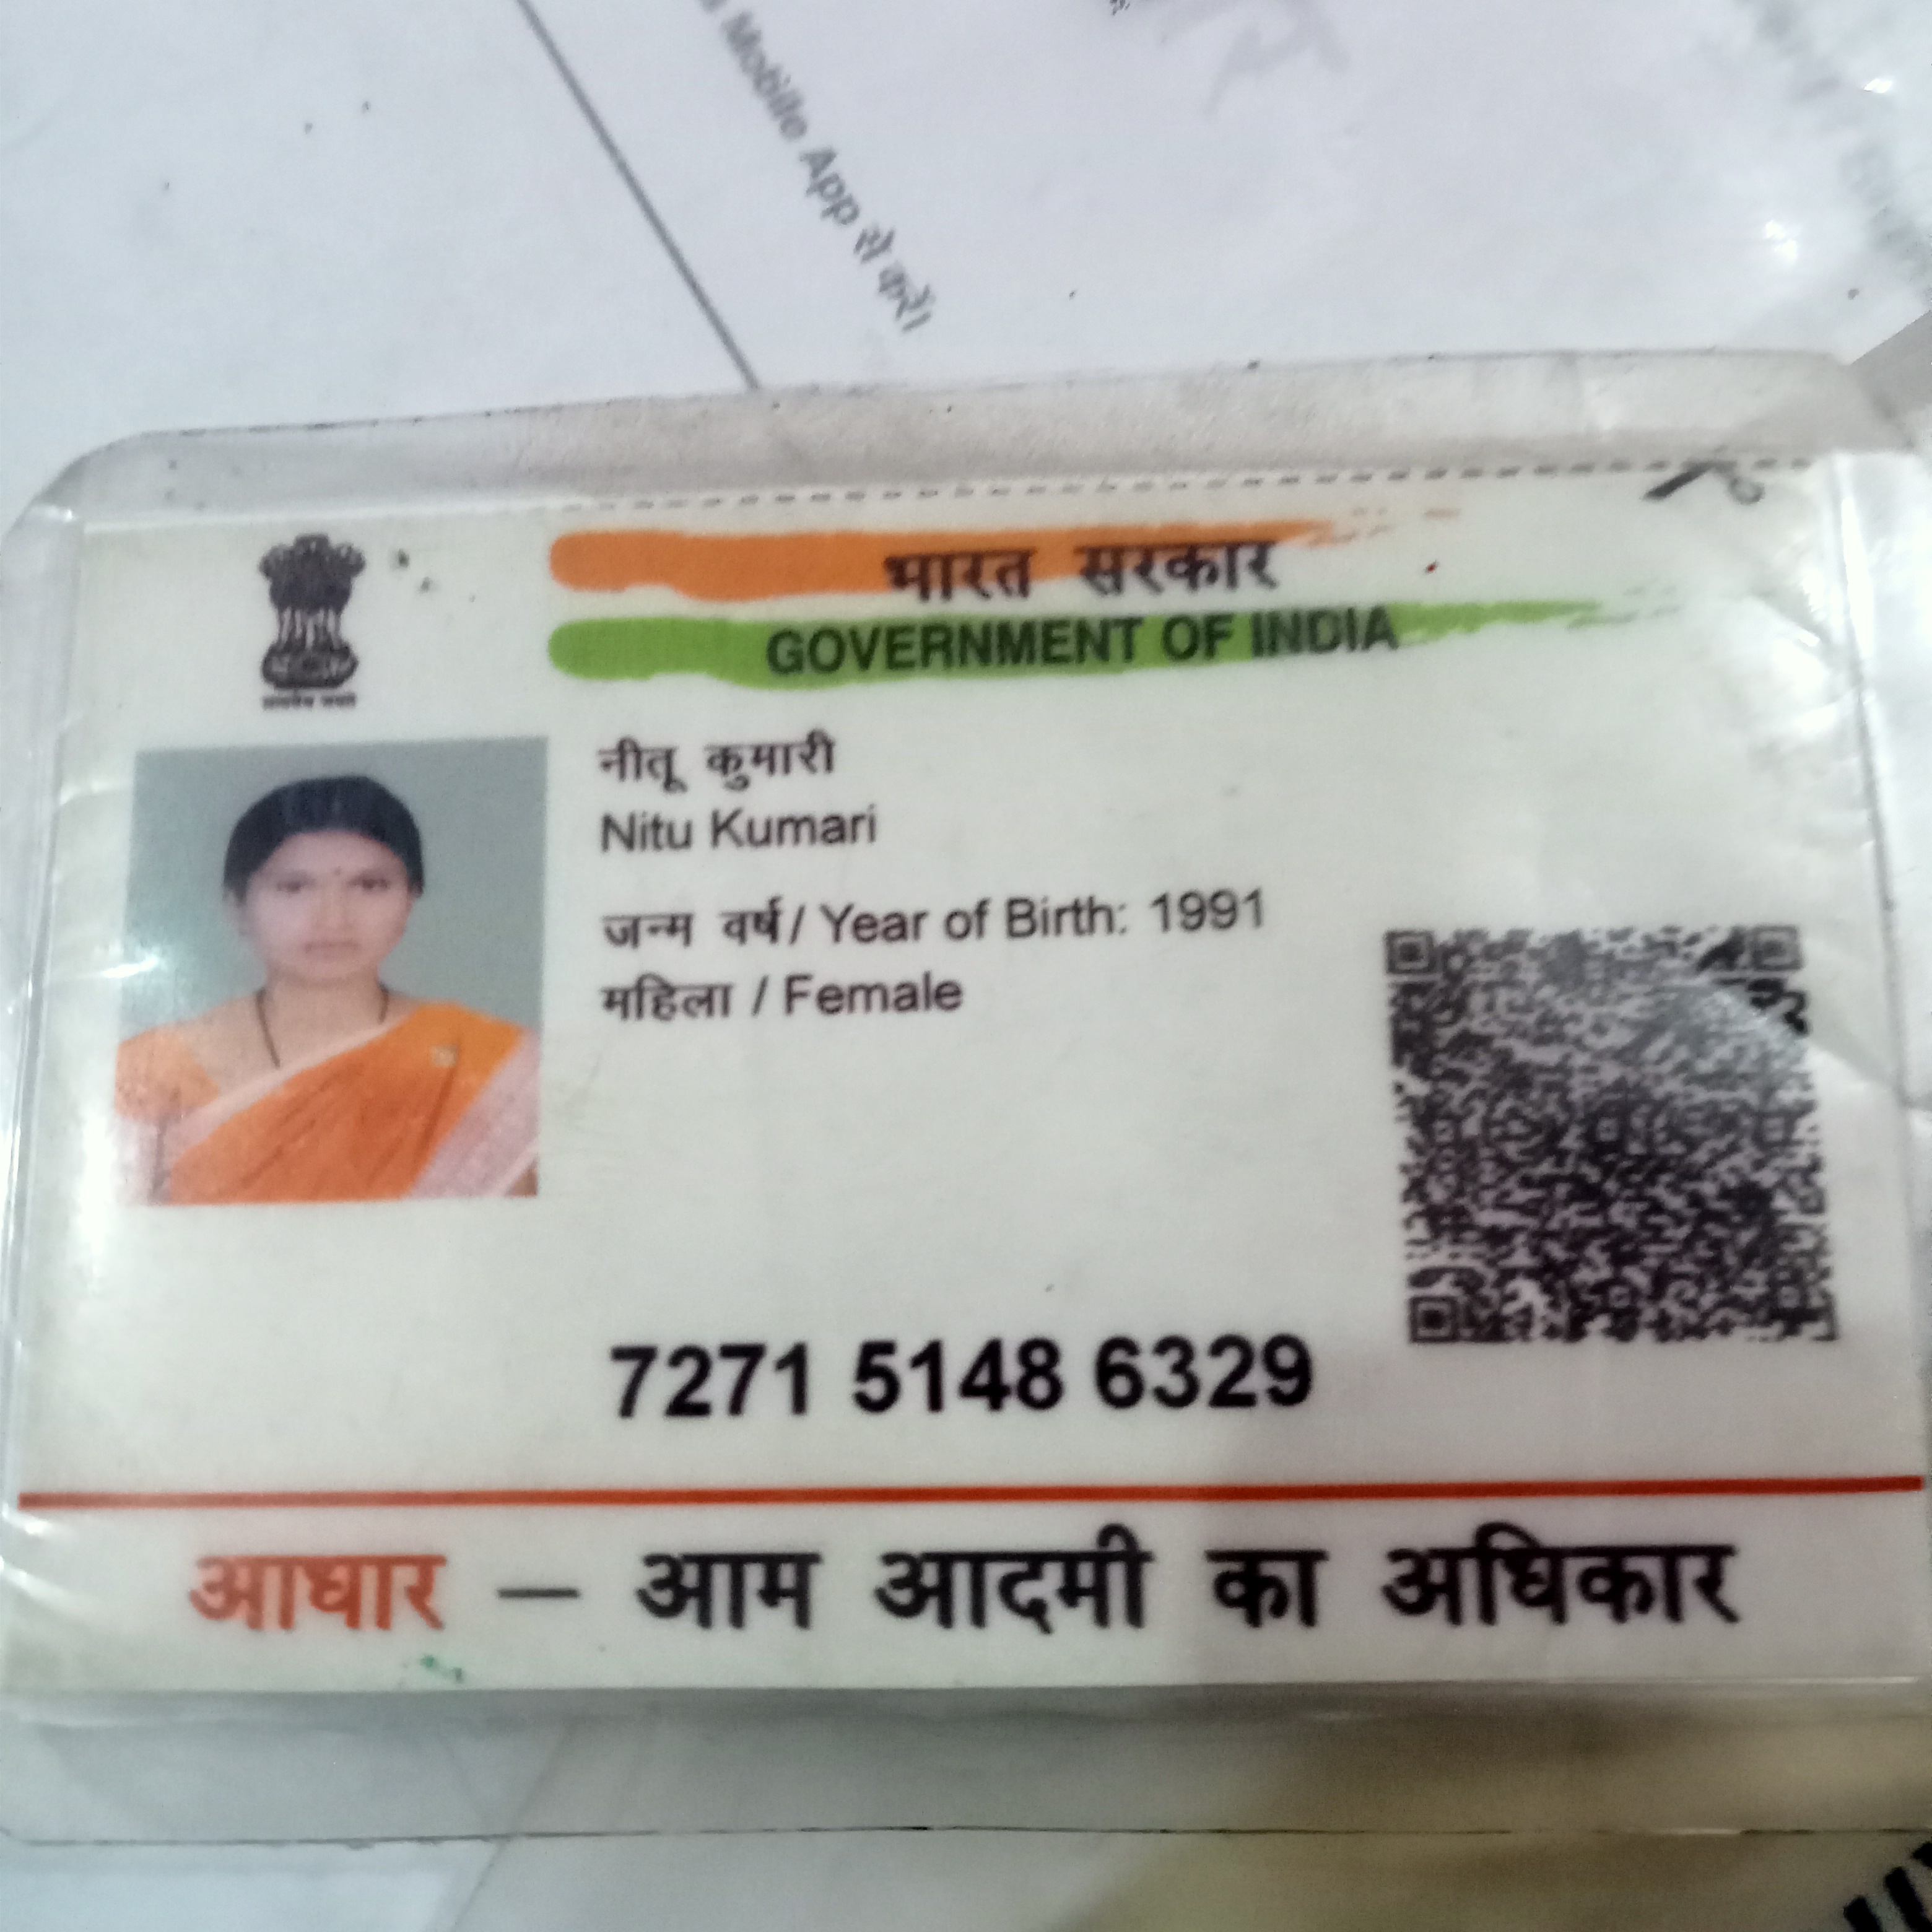 Mobile App से करें।
भारत सरकार
GOVERNMENT OF INDIA
नीतू कुमारी
Nitu Kumari
जन्म वर्ष / Year of Birth: 1991
महिला / Female
7271 5148 6329
आधार – आम आदमी का अधिकार